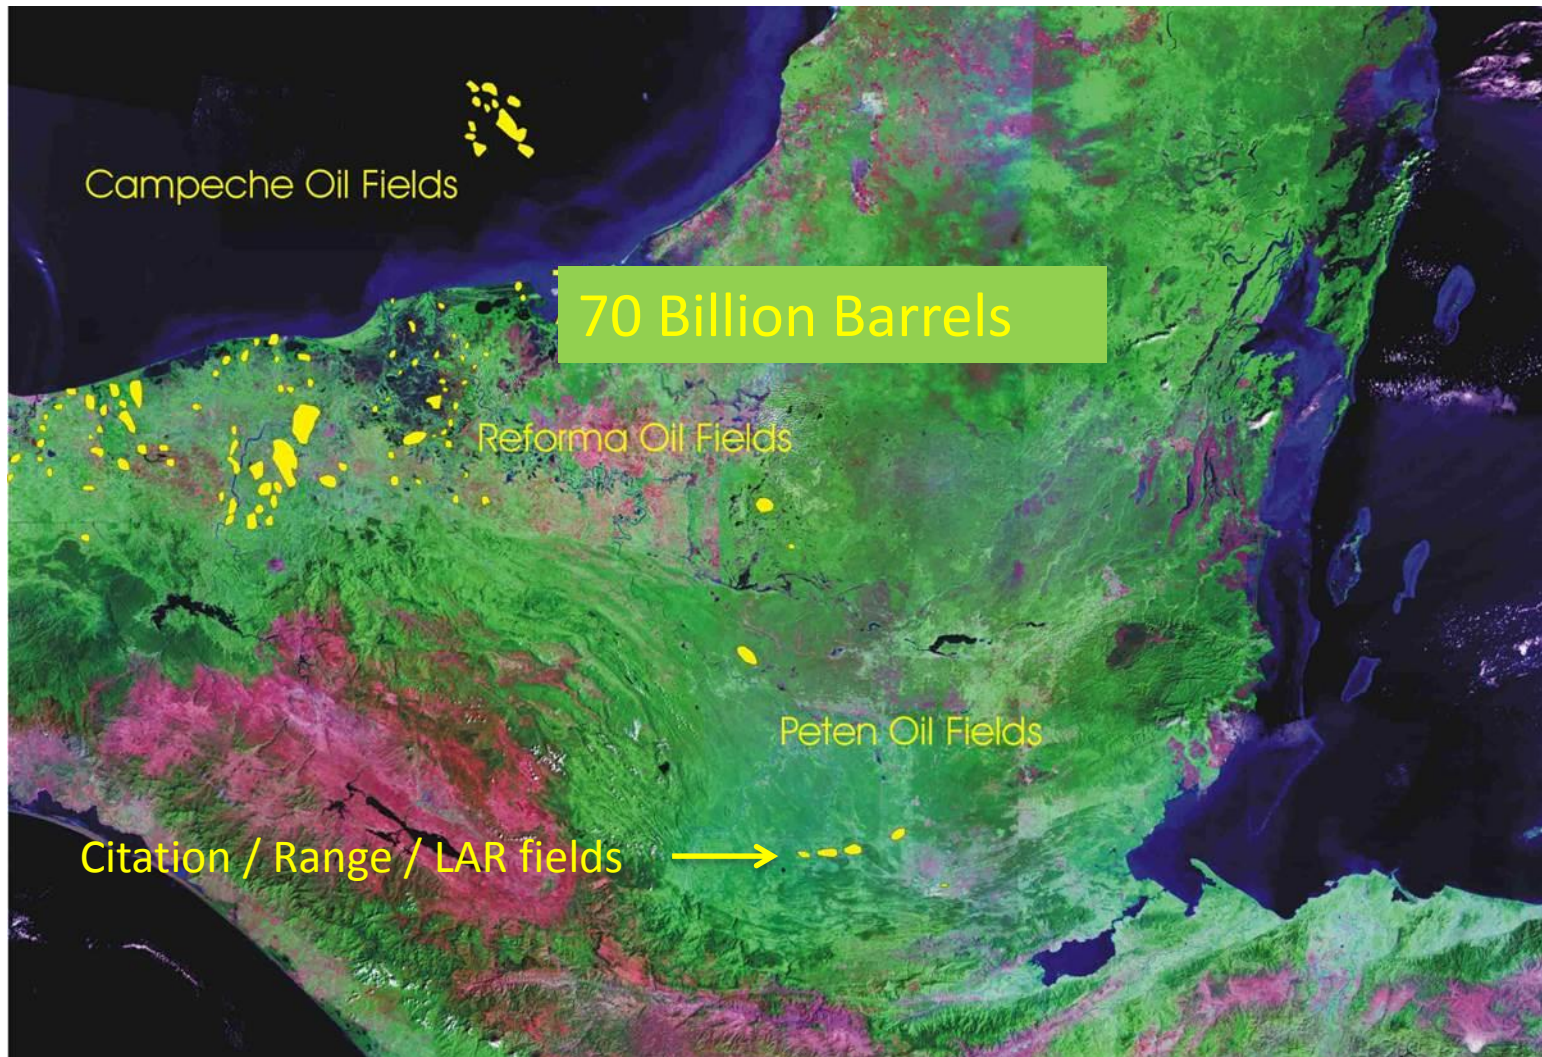 Campeche Oil Fields
70 Billion Barrels
Reforma Oil Fields
Peten Oil Fields
Citation / Range / LAR fields